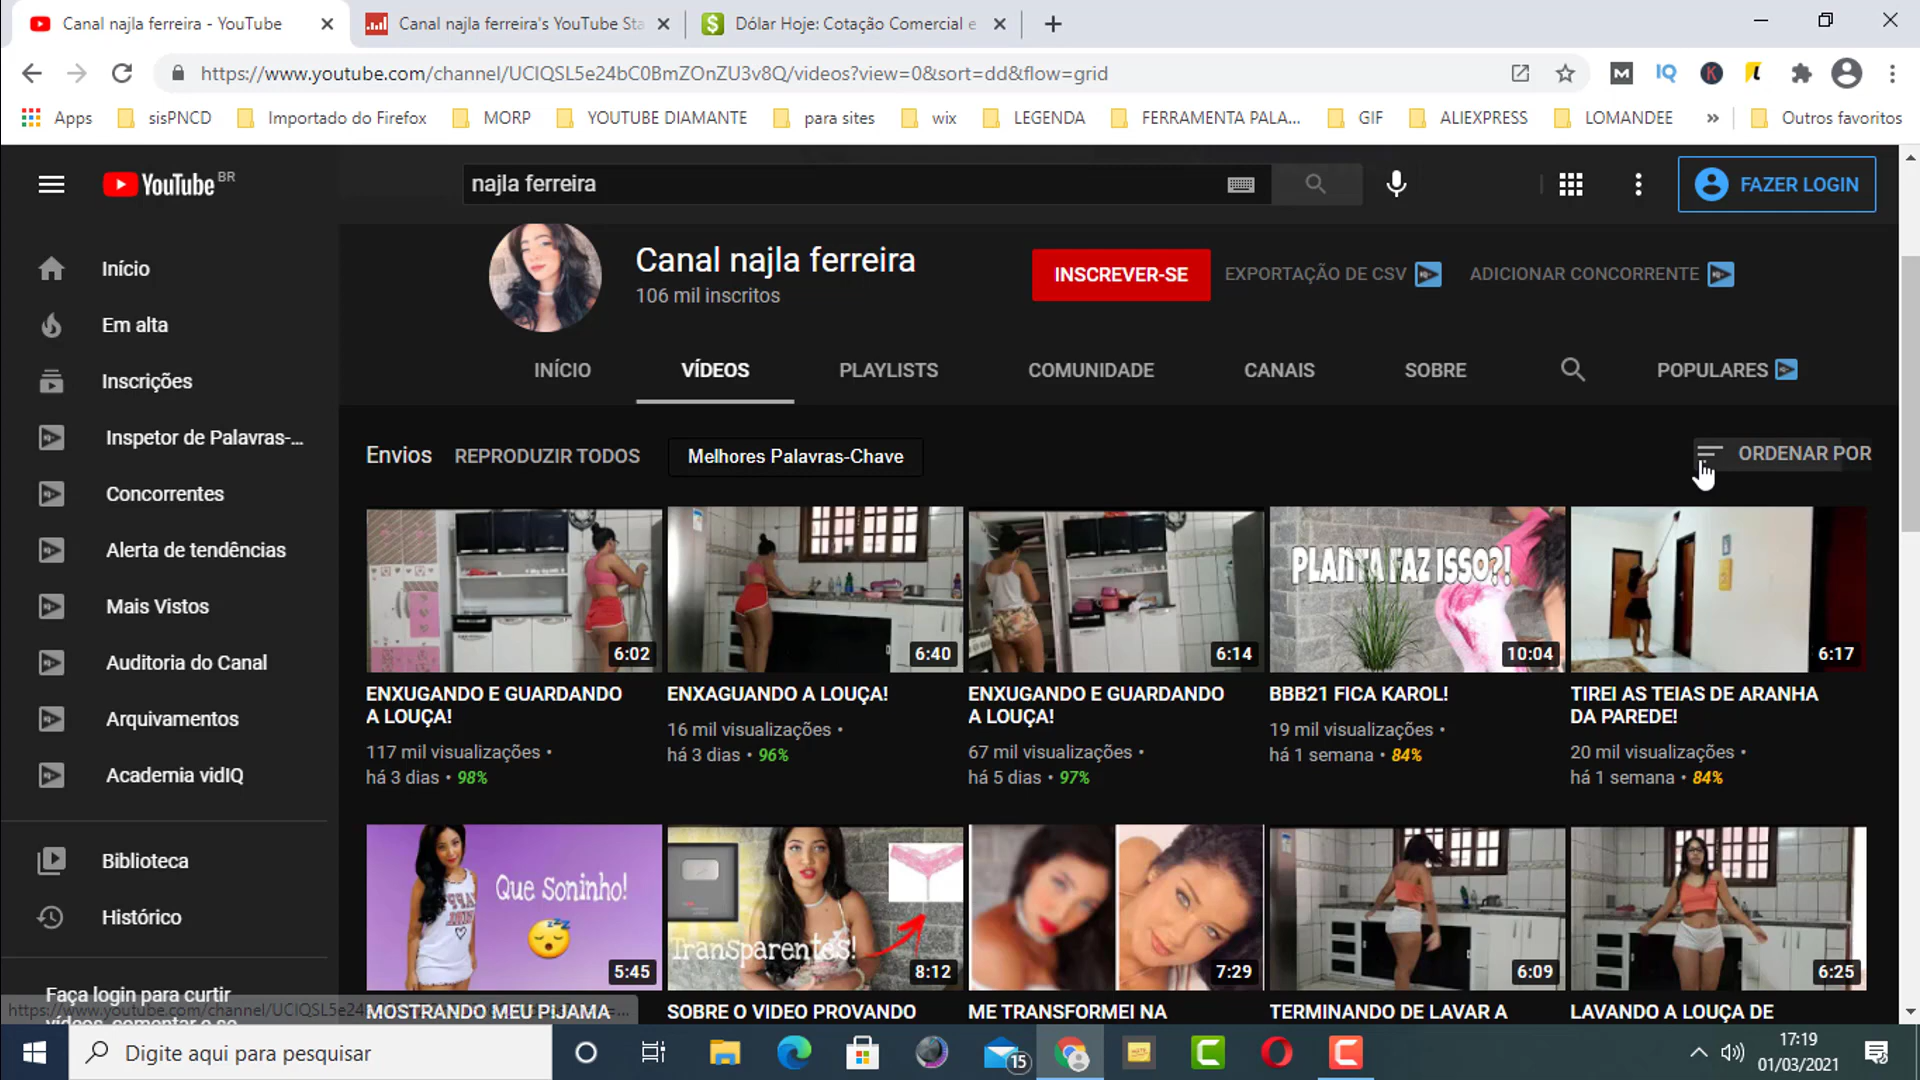 Canal najla ferreira - YouTube
Canal najla ferreira's YouTube Sta
Dólar Hoje: Cotação Comercial e
https://www.youtube.com/channel/UCIQSL5e24bC0BmZOnZU3v8Q/videos?view=0&sort=dd&flow=grid
Apps
sisPNCD
Importado do Firefox
MORP
YOUTUBE DIAMANTE
para sites
wix
LEGENDA
FERRAMENTA PALA...
GIF
ALIEXPRESS
LOMANDEE
»
Outros favoritos
YouTube BR
najla ferreira
FAZER LOGIN
Início
Em alta
Inscrições
Inspetor de Palavras-...
Concorrentes
Alerta de tendências
Mais Vistos
Auditoria do Canal
Arquivamentos
Academia vidIQ
Biblioteca
Histórico
Faça login para curtir
vídeos, comentar e se
Canal najla ferreira
106 mil inscritos
INSCREVER-SE
EXPORTAÇÃO DE CSV
ADICIONAR CONCORRENTE
INÍCIO
VÍDEOS
PLAYLISTS
COMUNIDADE
CANAIS
SOBRE
POPULARES
Envios
REPRODUZIR TODOS
Melhores Palavras-Chave
ORDENAR POR
6:02
ENXUGANDO E GUARDANDO
A LOUÇA!
117 mil visualizações •
há 3 dias • 98%
6:40
ENXAGUANDO A LOUÇA!
16 mil visualizações •
há 3 dias • 96%
6:14
ENXUGANDO E GUARDANDO
A LOUÇA!
67 mil visualizações •
há 5 dias • 97%
PLANTA FAZ ISSO?!
10:04
BBB21 FICA KAROL!
19 mil visualizações •
há 1 semana • 84%
6:17
TIREI AS TEIAS DE ARANHA
DA PAREDE!
20 mil visualizações •
há 1 semana • 84%
Que Soninho!
5:45
MOSTRANDO MEU PIJAMA
Transparentes!
8:12
SOBRE O VIDEO PROVANDO
7:29
ME TRANSFORMEI NA
6:09
TERMINANDO DE LAVAR A
6:25
LAVANDO A LOUÇA DE
Digite aqui para pesquisar
15
17:19
01/03/2021